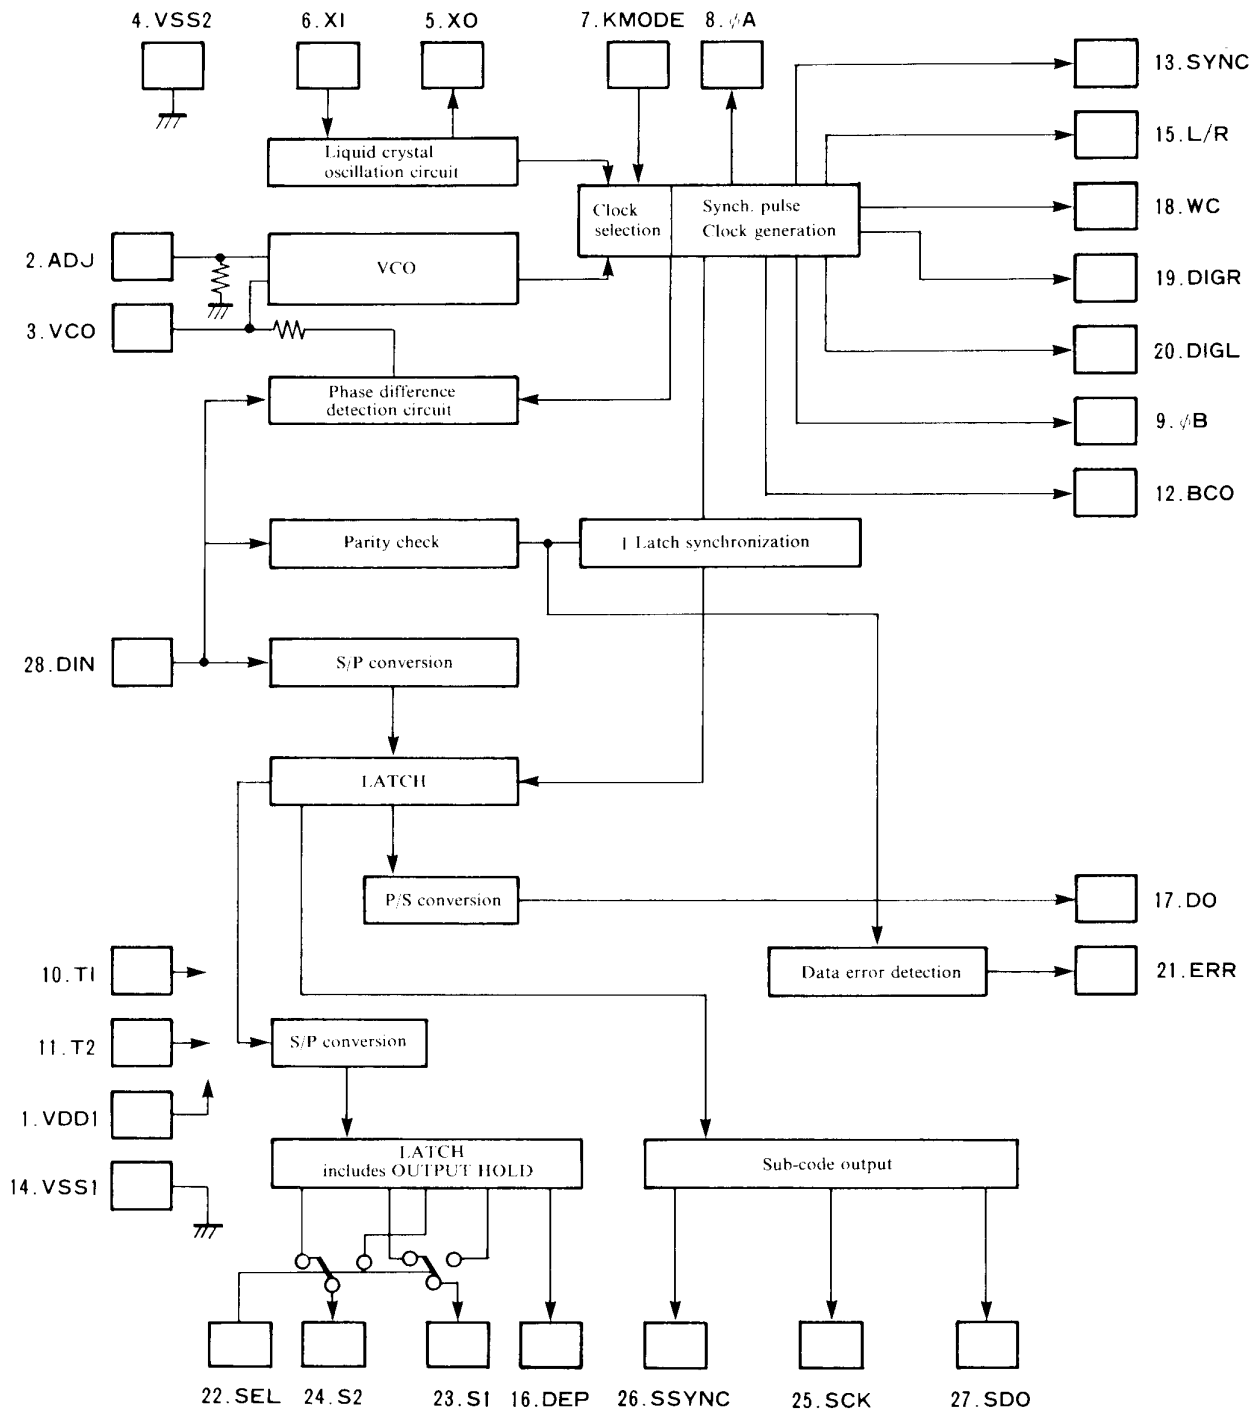 4.VSS2
6.XI
5.XO
7.KMODE
8.φA
13.SYNC
Liquid crystal
oscillation circuit
15.L/R
Clock
selection
Synch. pulse
Clock generation
18.WC
2.ADJ
VCO
19.DIGR
3.VCO
20.DIGL
Phase difference
detection circuit
9.φB
12.BCO
Parity check
1 Latch synchronization
28.DIN
S/P conversion
LATCH
P/S conversion
17.DO
10.T1
Data error detection
21.ERR
11.T2
S/P conversion
1.VDD1
LATCH
includes OUTPUT HOLD
Sub-code output
14.VSS1
22.SEL
24.S2
23.S1
16.DEP
26.SSYNC
25.SCK
27.SDO